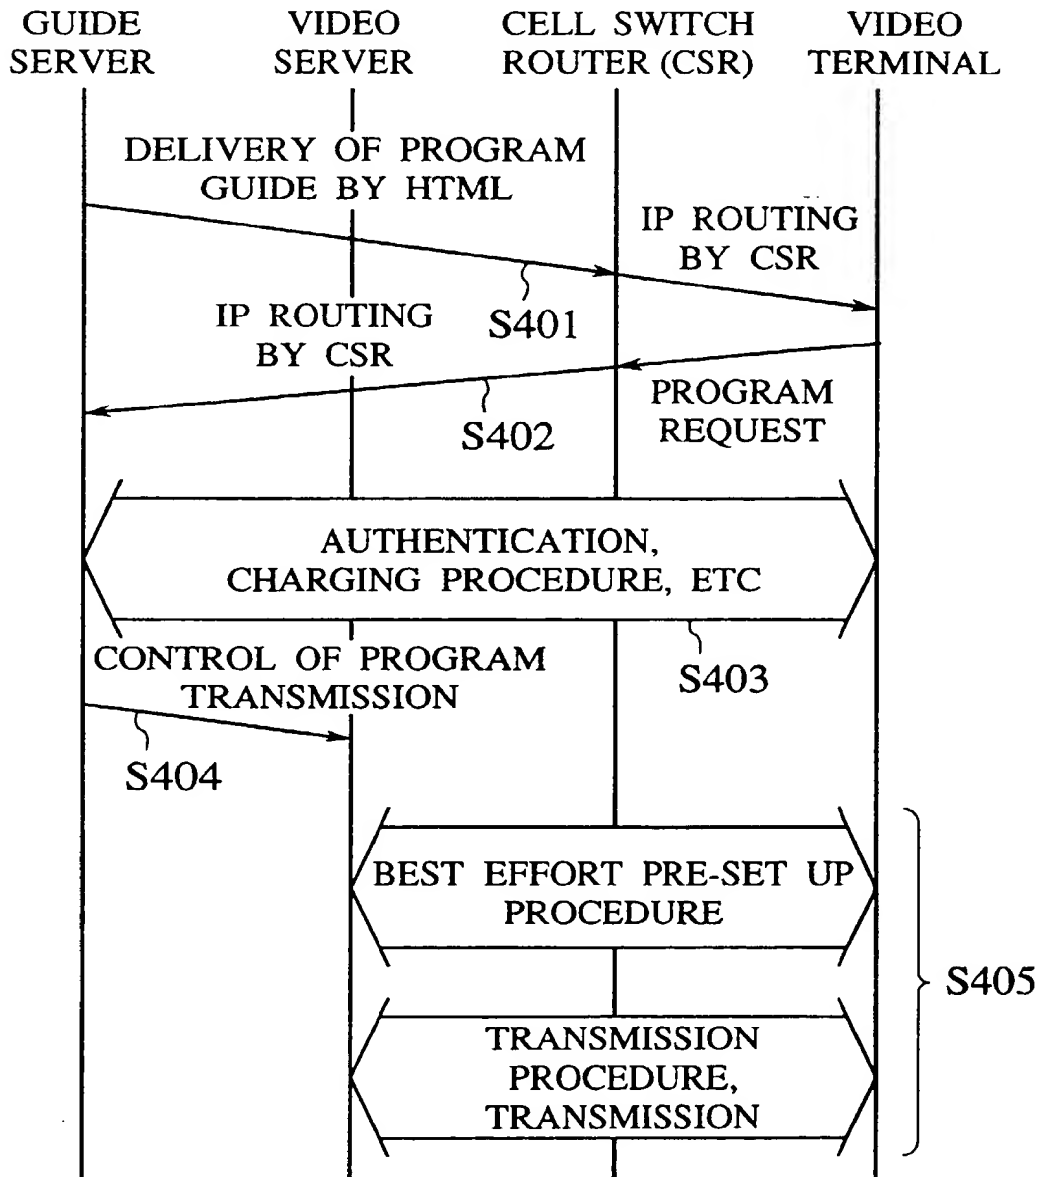 GUIDE
SERVER
VIDEO
SERVER
CELL SWITCH
ROUTER (CSR)
VIDEO
TERMINAL
DELIVERY OF PROGRAM
GUIDE BY HTML
IP ROUTING
BY CSR
S401
IP ROUTING
BY CSR
S402
PROGRAM
REQUEST
AUTHENTICATION,
CHARGING PROCEDURE, ETC
S403
CONTROL OF PROGRAM
TRANSMISSION
S404
BEST EFFORT PRE-SET UP
PROCEDURE
S405
TRANSMISSION
PROCEDURE,
TRANSMISSION